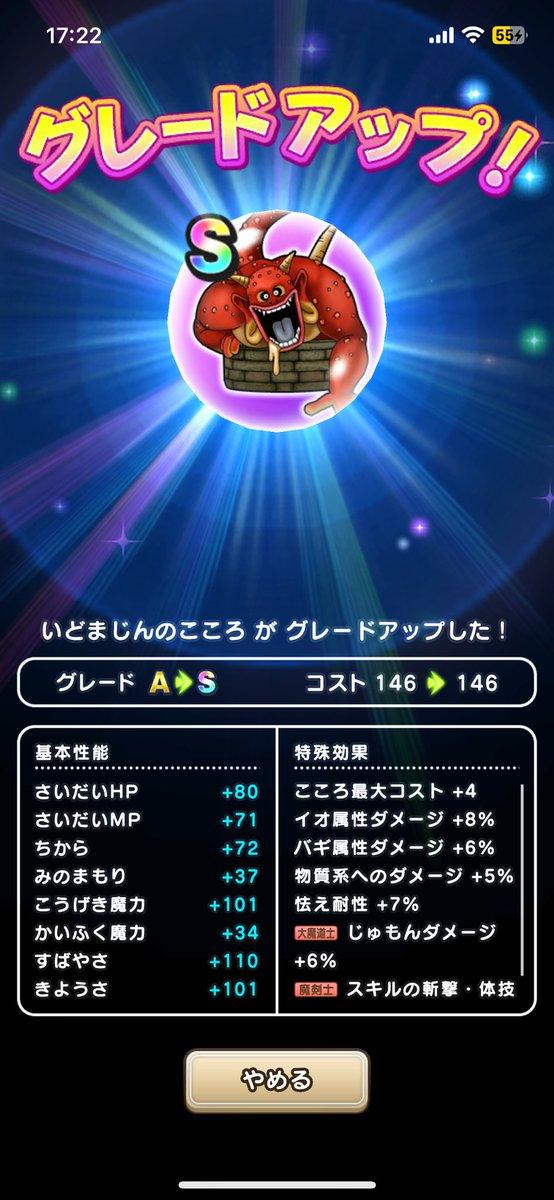 17:22
55
グレードアップ!
S
いどまじんのこころ が グレードアップした!
グレード A S コスト 146 146
基本性能
さいだいHP +80
さいだいMP +71
ちから +72
みのまもり +37
こうげき魔力 +101
かいふく魔力 +34
すばやさ +110
きようさ +101
特殊効果
こころ最大コスト +4
イオ属性ダメージ +8%
バギ属性ダメージ +6%
物質系へのダメージ +5%
怯え耐性 +7%
大魔道士 じゅもんダメージ
+6%
魔剣士 スキルの斬撃・体技
やめる